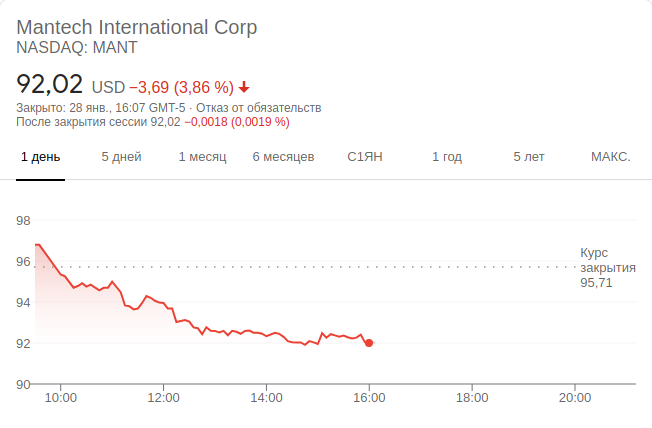 Mantech International Corp
NASDAQ: MANT
92,02 USD −3,69 (3,86 %)
Закрыто: 28 янв., 16:07 GMT-5 · Отказ от обязательств
После закрытия сессии 92,02 −0,0018 (0,0019 %)
1 день 5 дней 1 месяц 6 месяцев С1ЯН 1 год 5 лет МАКС.
98
Курс
96
закрытия
95,71
94
92
90
10:00 12:00 14:00 16:00 18:00 20:00